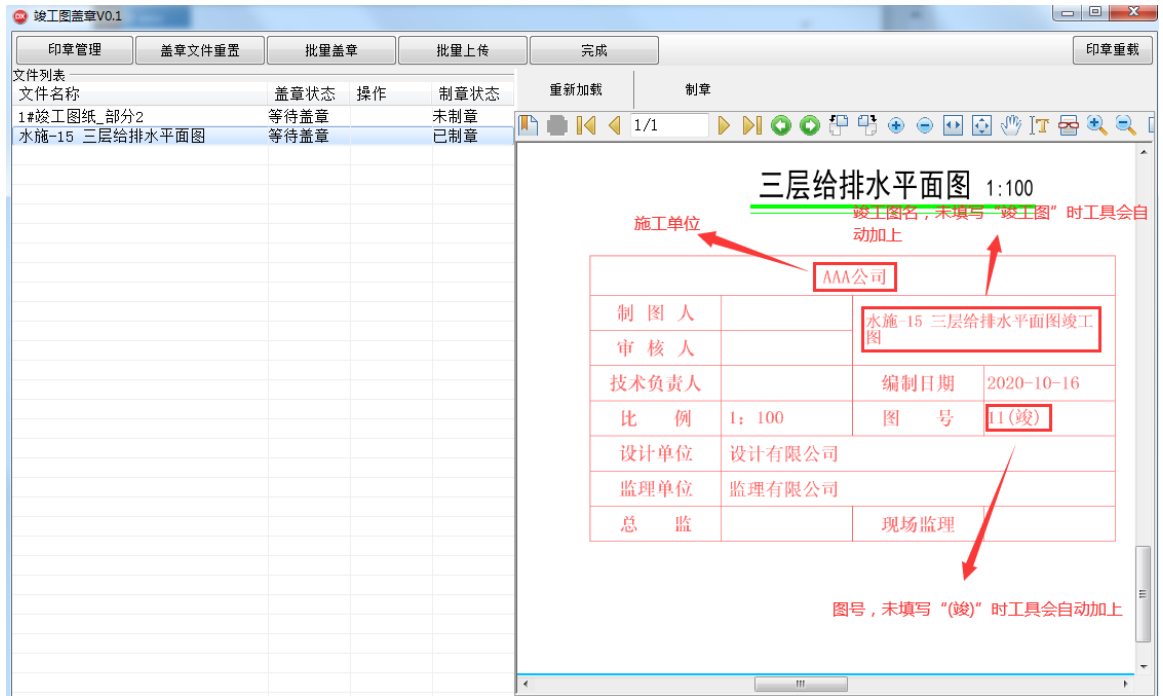 竣工图盖章V0.1
印章管理
盖章文件重置
批量盖章
批量上传
完成
印章重载
文件列表
文件名称 盖章状态 操作 制章状态
1#竣工图纸_部分2 等待盖章 未制章
水施-15 三层给排水平面图 等待盖章 已制章
重新加载 制章
1/1
三层给排水平面图 1:100
施工单位
竣工图名，未填写“竣工图”时工具会自
动加上
AAA公司
制 图 人
水施-15 三层给排水平面图竣工
图
审 核 人
技术负责人 编制日期 2020-10-16
比 例 1: 100 图 号 11(竣)
设计单位 设计有限公司
监理单位 监理有限公司
总 监 现场监理
图号，未填写“(竣)”时工具会自动加上